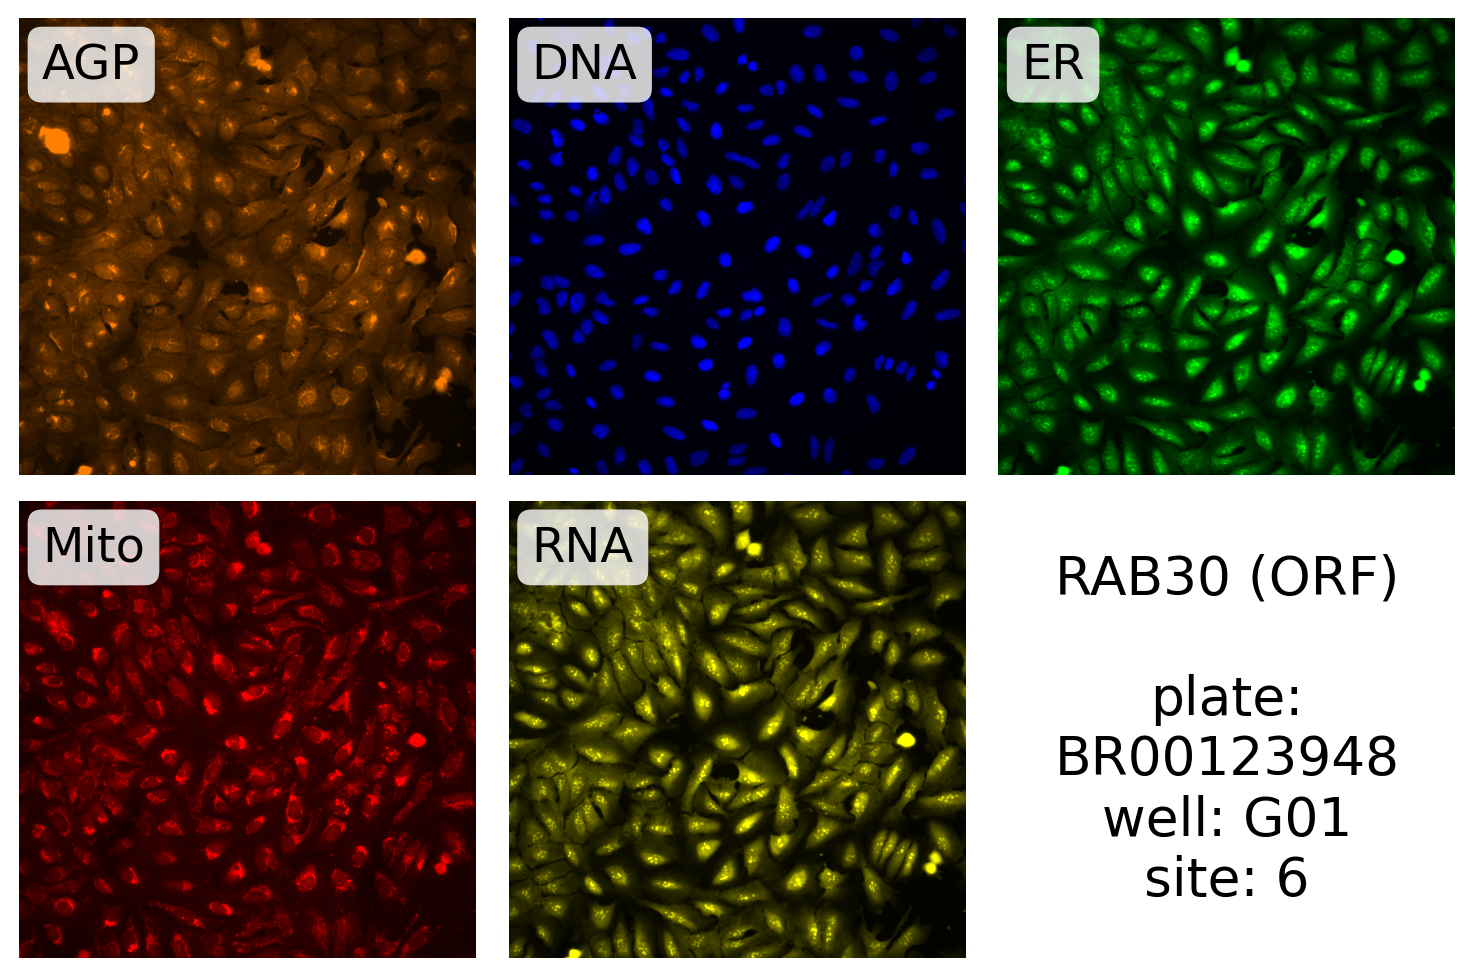 AGP
DNA
ER
Mito
RNA
RAB30 (ORF)
plate:
BR00123948
well: G01
site: 6